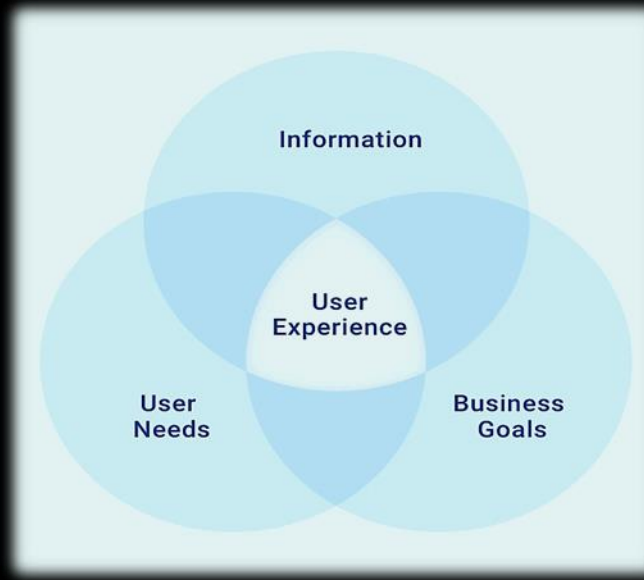 Information
User
Experience
User
Needs
Business
Goals